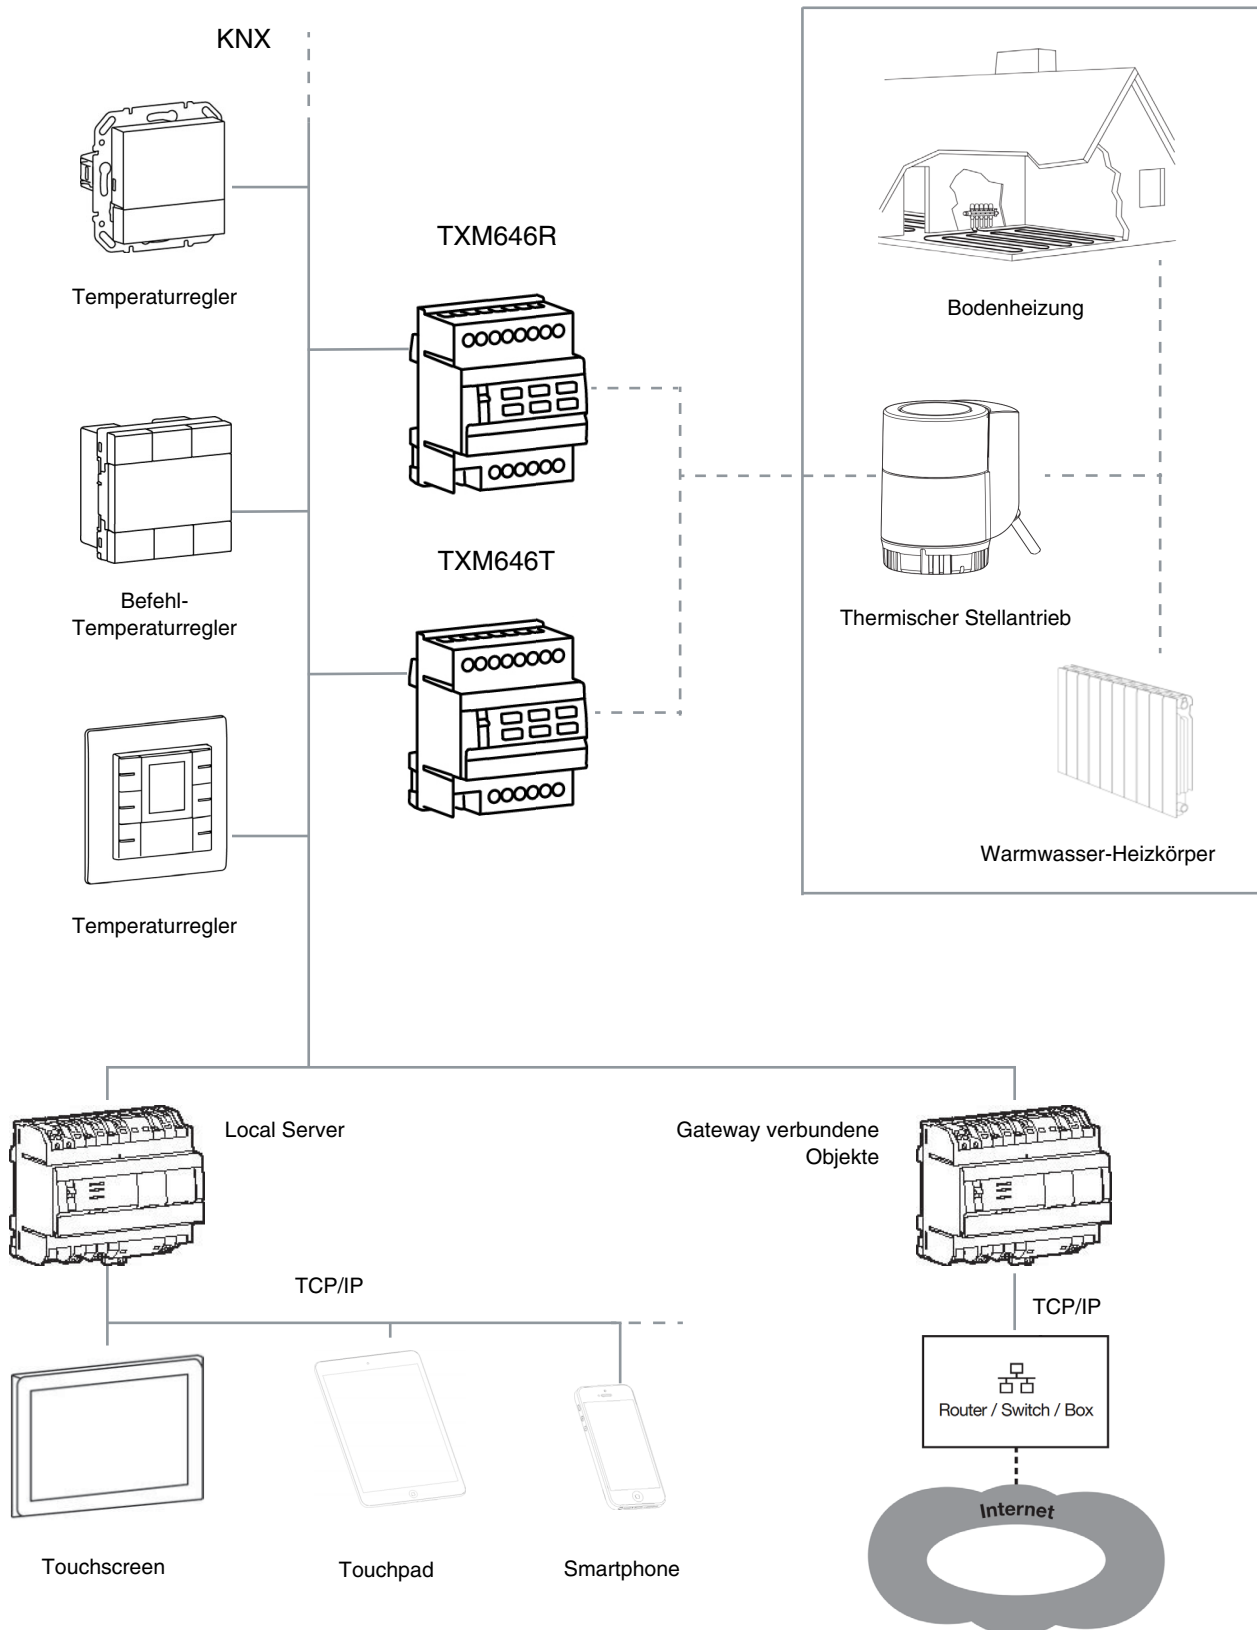 KNX
Temperaturregler
TXM646R
Bodenheizung
Befehl-
Temperaturregler
TXM646T
Thermischer Stellantrieb
Temperaturregler
Warmwasser-Heizkörper
Local Server
Gateway verbundene
Objekte
TCP/IP
TCP/IP
Router / Switch / Box
Internet
Touchscreen
Touchpad
Smartphone